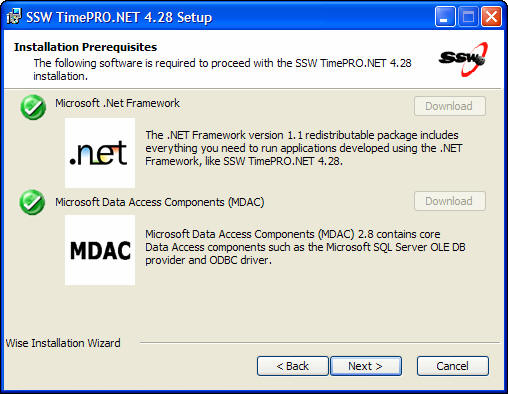 SSW TimePRO.NET 4.28 Setup
Installation Prerequisites
The following software is required to proceed with the SSW TimePRO.NET 4.28
installation.
SSW
Microsoft .Net Framework
Download
.net
The .NET Framework version 1.1 redistributable package includes
everything you need to run applications developed using the .NET
Framework, like SSW TimePRO.NET 4.28.
Microsoft Data Access Components (MDAC)
Download
MDAC
Microsoft Data Access Components (MDAC) 2.8 contains core
Data Access components such as the Microsoft SQL Server OLE DB
provider and ODBC driver.
Wise Installation Wizard
< Back
Next >
Cancel